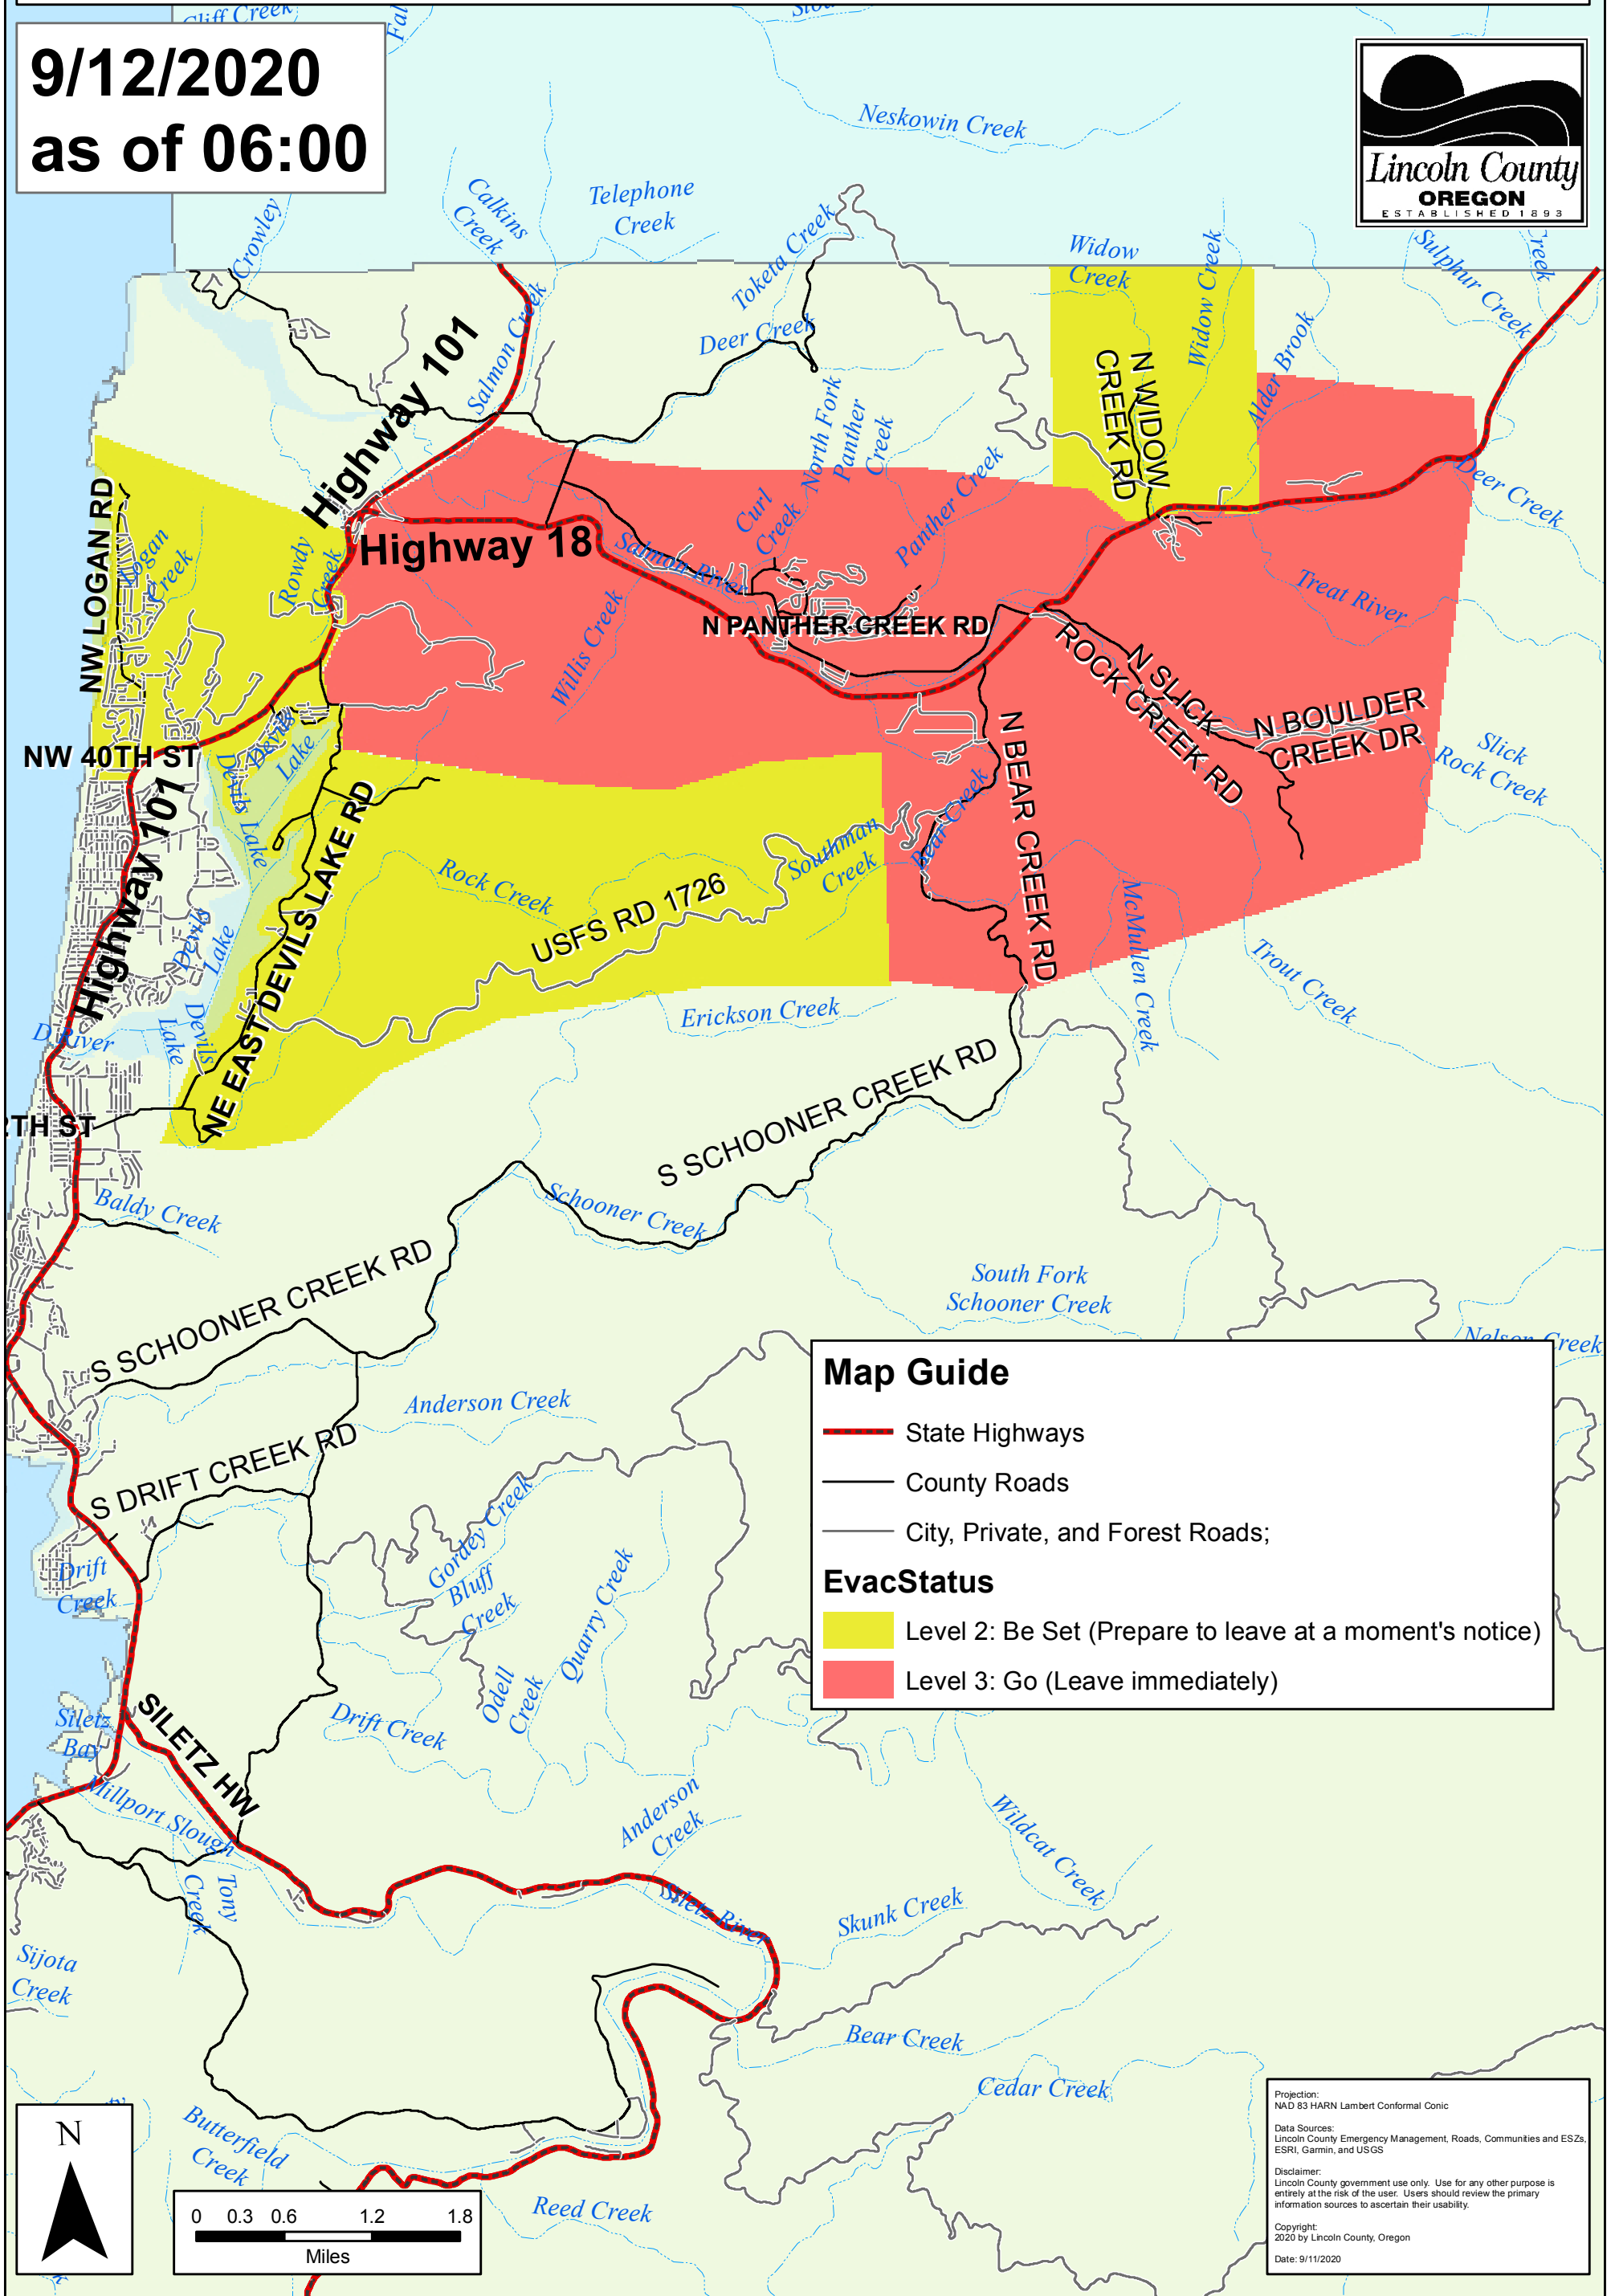 Cliff Creek
9/12/2020
as of 06:00
Lincoln County
OREGON
ESTABLISHED 1893
Neskowin Creek
Crowley
Calkins
Creek
Telephone
Creek
Toketa Creek
Widow
Creek
Widow Creek
Sulphur Creek
Creek
Salmon Creek
Deer Creek
Alder Brook
Highway 101
North Fork
Panther
Creek
N WIDOW
CREEK RD
Deer Creek
NW LOGAN RD
Logan
Creek
Rowdy
Creek
Highway 18
Curl
Creek
Panther Creek
Salmon River
Treat River
Willis Creek
N PANTHER CREEK RD
N SLICK
ROCK CREEK RD
N BOULDER
CREEK DR
Slick
Rock Creek
NW 40TH ST
Devils
Lake
Devils Lake
Highway 101
N BEAR CREEK RD
Bear Creek
Southman
Creek
Rock Creek
USFS RD 1726
NE EAST DEVILS LAKE RD
McMullen Creek
Trout Creek
Devils
Lake
Devils
Lake
D River
Erickson Creek
S SCHOONER CREEK RD
TH ST
Baldy Creek
Schooner Creek
South Fork
Schooner Creek
S SCHOONER CREEK RD
Nelson Creek
Anderson Creek
S DRIFT CREEK RD
Gordey Creek
Bluff
Creek
Quarry Creek
Odell
Creek
Drift
Creek
Drift Creek
Map Guide
State Highways
County Roads
City, Private, and Forest Roads;
EvacStatus
Level 2: Be Set (Prepare to leave at a moment's notice)
Level 3: Go (Leave immediately)
Siletz
Bay
SILETZ HW
Millport Slough
Anderson
Creek
Wildcat Creek
Tony
Creek
Siletz River
Skunk Creek
Sijota
Creek
Bear Creek
Cedar Creek
Butterfield
Creek
Reed Creek
N
0 0.3 0.6 1.2 1.8
Miles
Projection:
NAD 83 HARN Lambert Conformal Conic
Data Sources:
Lincoln County Emergency Management, Roads, Communities and ESZs,
ESRI, Garmin, and USGS
Disclaimer:
Lincoln County government use only. Use for any other purpose is
entirely at the risk of the user. Users should review the primary
information sources to ascertain their usability.
Copyright:
2020 by Lincoln County, Oregon
Date: 9/11/2020